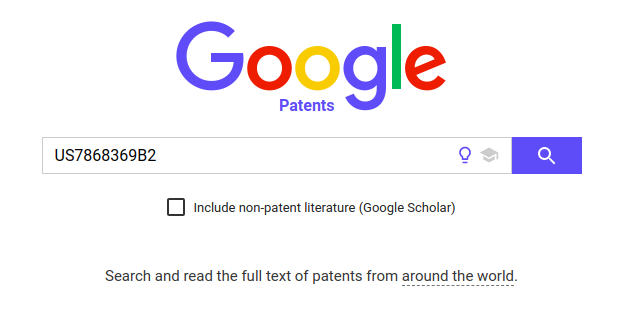 Google
Patents
US7868369B2
Include non-patent literature (Google Scholar)
Search and read the full text of patents from around the world.